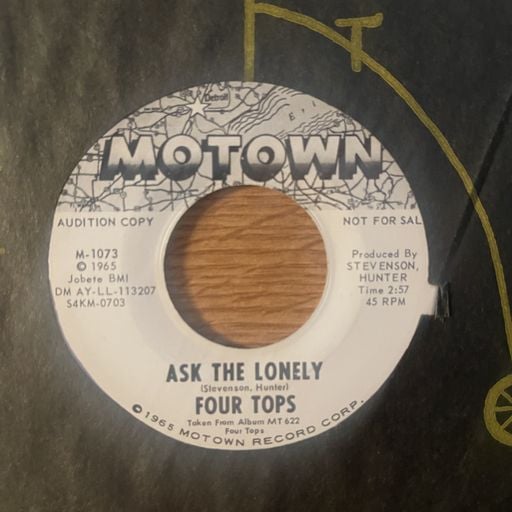 Detroit
MOTOWN
AUDITION COPY
NOT FOR SAL
M-1073
© 1965
Jobete BMI
DM AY-LL-113207
S4KM-0703
Produced By
STEVENSON,
HUNTER
Time 2:57
45 RPM
ASK THE LONELY
(Stevenson, Hunter)
FOUR TOPS
Taken From Album MT 622
Four Tops
©1965 MOTOWN RECORD CORP.